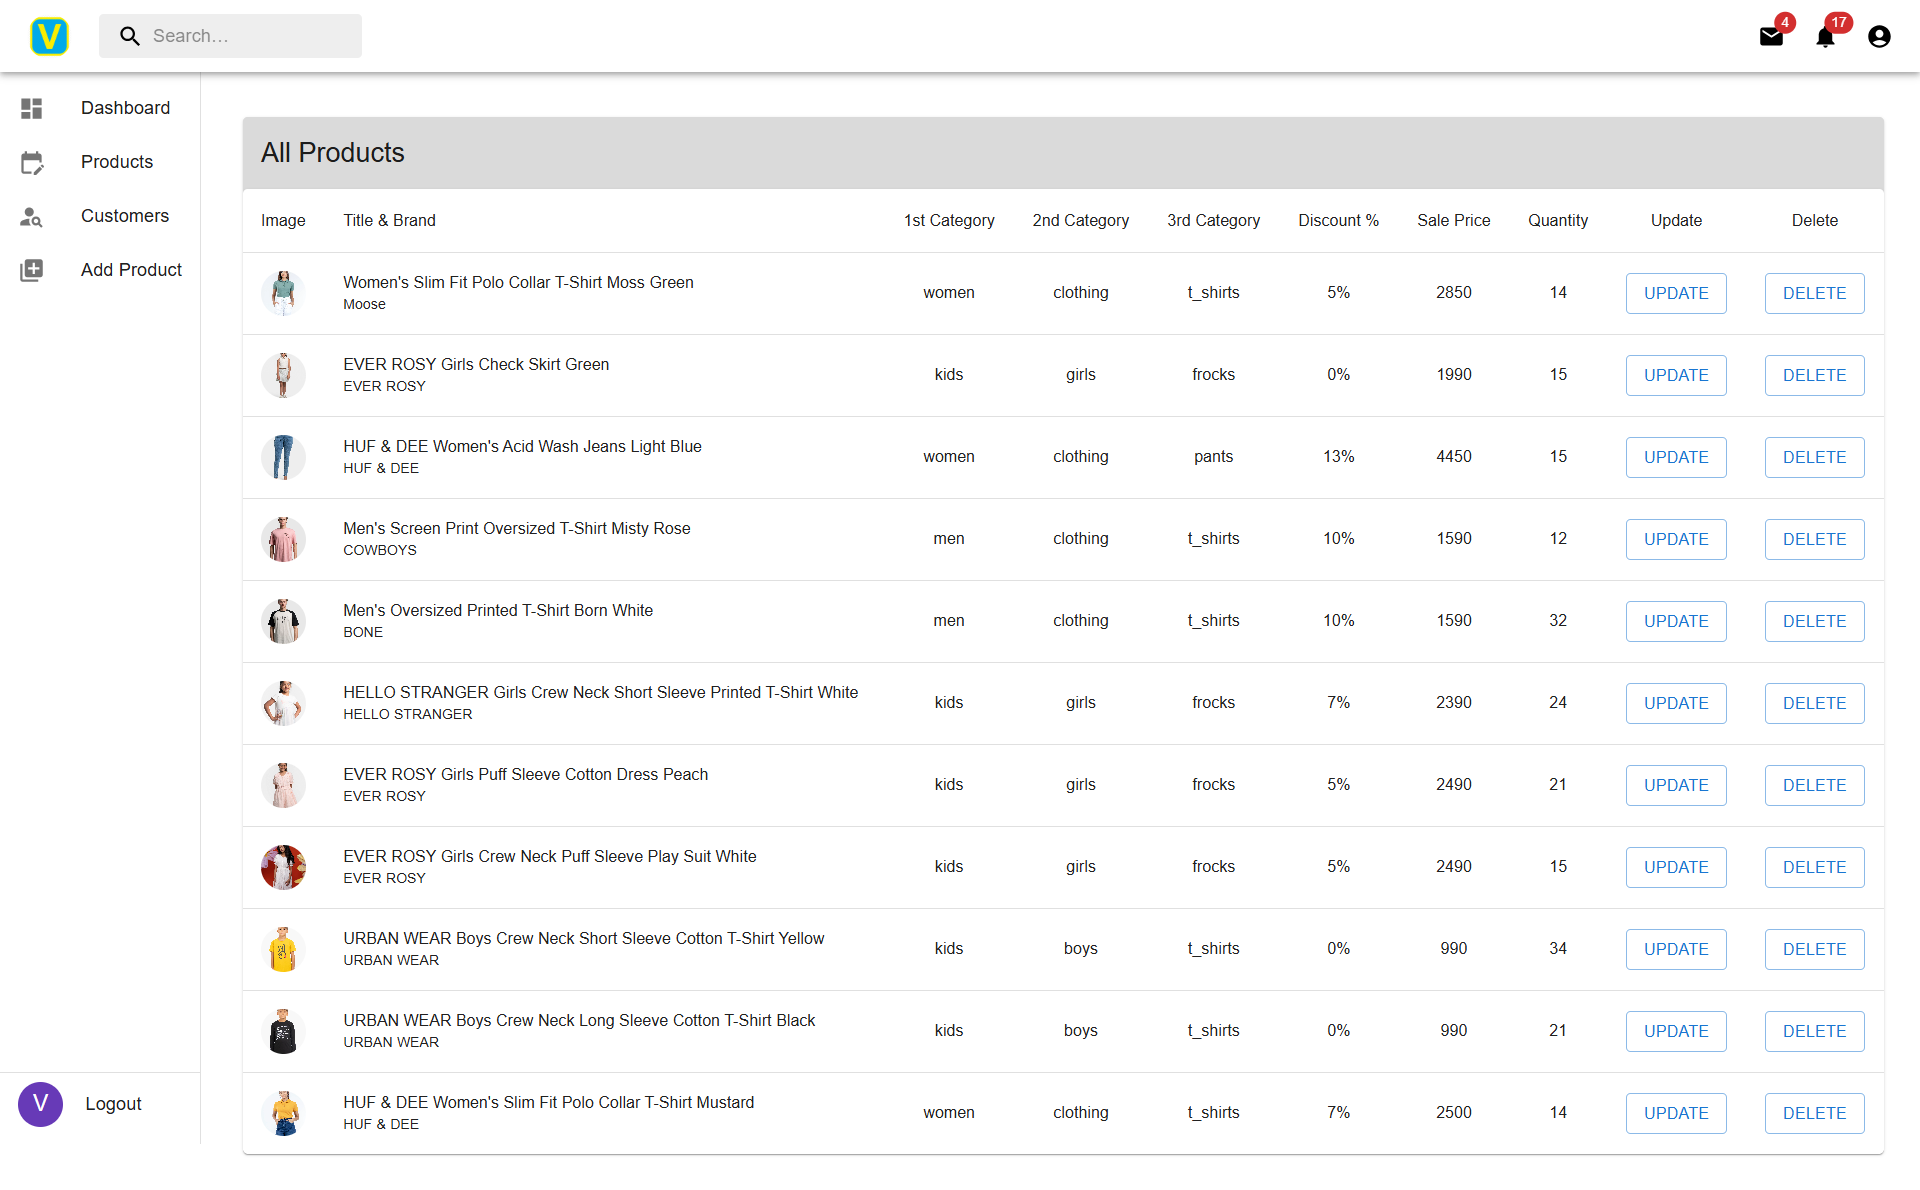 V
Search...
4
17
Dashboard
Products
Customers
Add Product
V
Logout
All Products
Image Title & Brand 1st Category 2nd Category 3rd Category Discount % Sale Price Quantity Update Delete
Women's Slim Fit Polo Collar T-Shirt Moss Green
Moose
women clothing t_shirts 5% 2850 14 UPDATE DELETE
EVER ROSY Girls Check Skirt Green
EVER ROSY
kids girls frocks 0% 1990 15 UPDATE DELETE
HUF & DEE Women's Acid Wash Jeans Light Blue
HUF & DEE
women clothing pants 13% 4450 15 UPDATE DELETE
Men's Screen Print Oversized T-Shirt Misty Rose
COWBOYS
men clothing t_shirts 10% 1590 12 UPDATE DELETE
Men's Oversized Printed T-Shirt Born White
BONE
men clothing t_shirts 10% 1590 32 UPDATE DELETE
HELLO STRANGER Girls Crew Neck Short Sleeve Printed T-Shirt White
HELLO STRANGER
kids girls frocks 7% 2390 24 UPDATE DELETE
EVER ROSY Girls Puff Sleeve Cotton Dress Peach
EVER ROSY
kids girls frocks 5% 2490 21 UPDATE DELETE
EVER ROSY Girls Crew Neck Puff Sleeve Play Suit White
EVER ROSY
kids girls frocks 5% 2490 15 UPDATE DELETE
URBAN WEAR Boys Crew Neck Short Sleeve Cotton T-Shirt Yellow
URBAN WEAR
kids boys t_shirts 0% 990 34 UPDATE DELETE
URBAN WEAR Boys Crew Neck Long Sleeve Cotton T-Shirt Black
URBAN WEAR
kids boys t_shirts 0% 990 21 UPDATE DELETE
HUF & DEE Women's Slim Fit Polo Collar T-Shirt Mustard
HUF & DEE
women clothing t_shirts 7% 2500 14 UPDATE DELETE